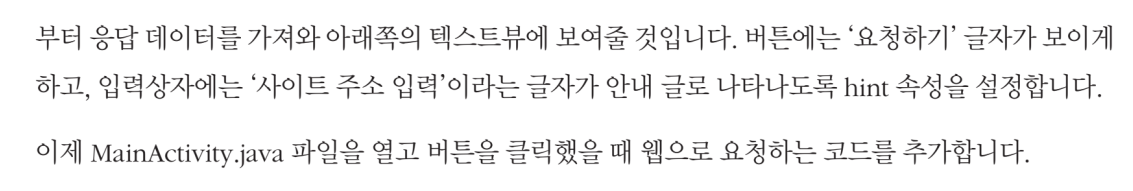 부터 응답 데이터를 가져와 아래쪽의 텍스트뷰에 보여줄 것입니다. 버튼에는 ‘요청하기’ 글자가 보이게
하고, 입력상자에는 ‘사이트 주소 입력’이라는 글자가 안내 글로 나타나도록 hint 속성을 설정합니다.
이제 MainActivity.java 파일을 열고 버튼을 클릭했을 때 웹으로 요청하는 코드를 추가합니다.